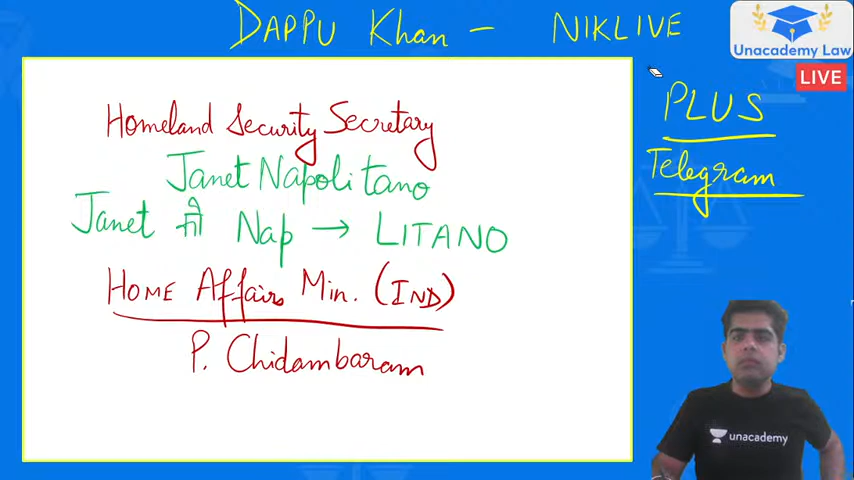 DAPPU Khan - NIKLIVE
Unacademy Law
LIVE
PLUS
Telegram
Homeland Security Secretary
Janet Napolitano
Janet ने Nap → LITANO
HOME Affairs Min. (IND)
P. Chidambaram
unacademy